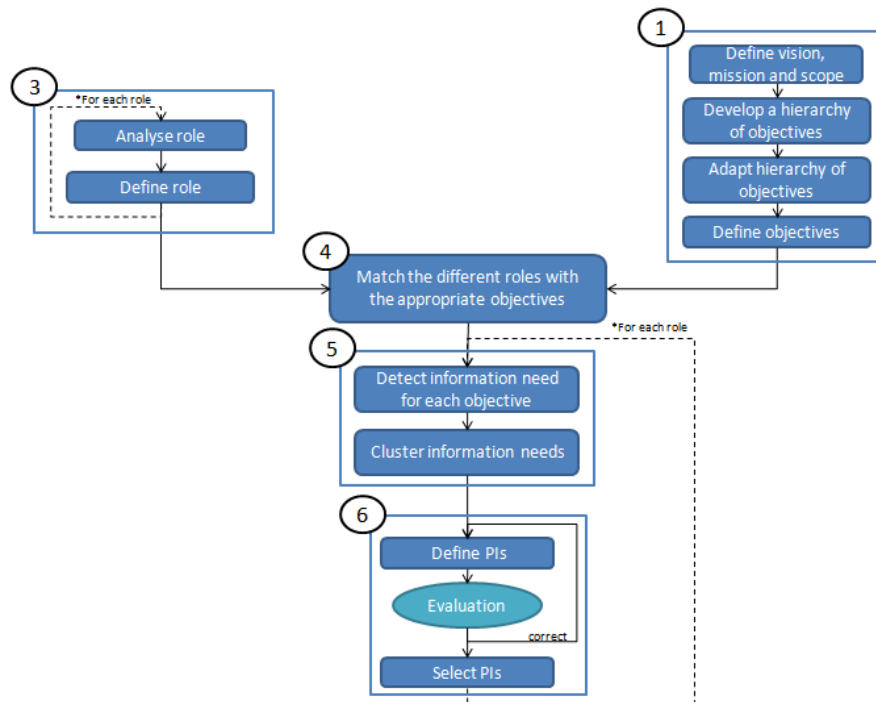 1
Define vision,
mission and scope
Develop a hierarchy
of objectives
Adapt hierarchy of
objectives
Define objectives
3
*For each role
Analyse role
Define role
4
Match the different roles with
the appropriate objectives
*For each role
5
Detect information need
for each objective
Cluster information needs
6
Define PIs
Evaluation
correct
Select PIs